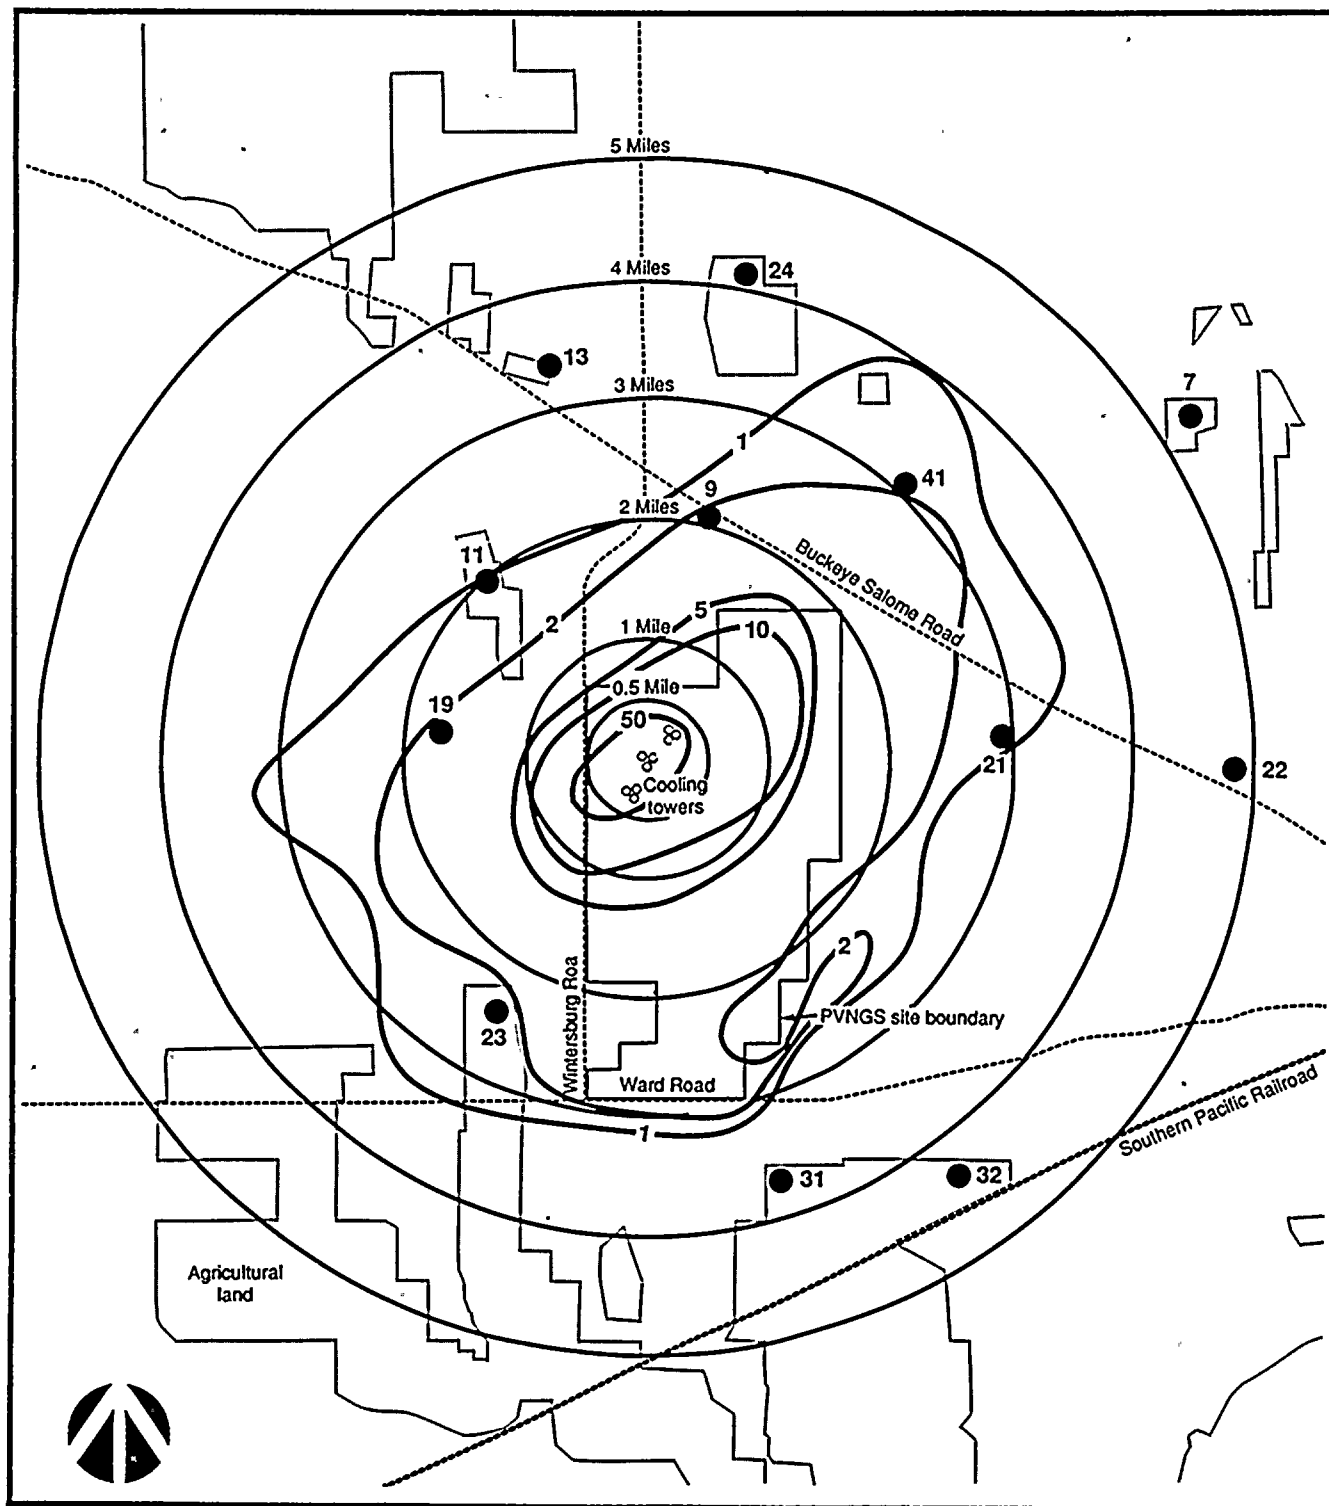 5 Miles
4 Miles
24
13
3 Miles
7
1
41
9
2 Miles
Buckeye Salome Road
11
2
5
1 Mile
10
0.5 Mile
19
50
21
22
Cooling
towers
2
Wintersburg Roa
PVNGS site boundary
23
Ward Road
1
Southern Pacific Railroad
31
32
Agricultural
land